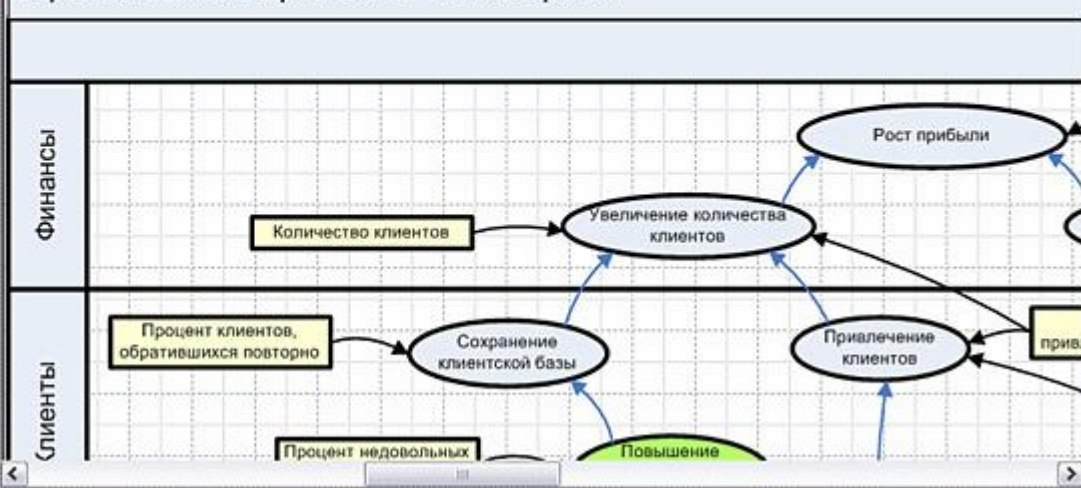 Рост прибыли
Финансы
Увеличение количества
клиентов
Количество клиентов
Процент клиентов,
обратившихся повторно
Сохранение
клиентской базы
Привлечение
клиентов
Процент недовольных
Повышение